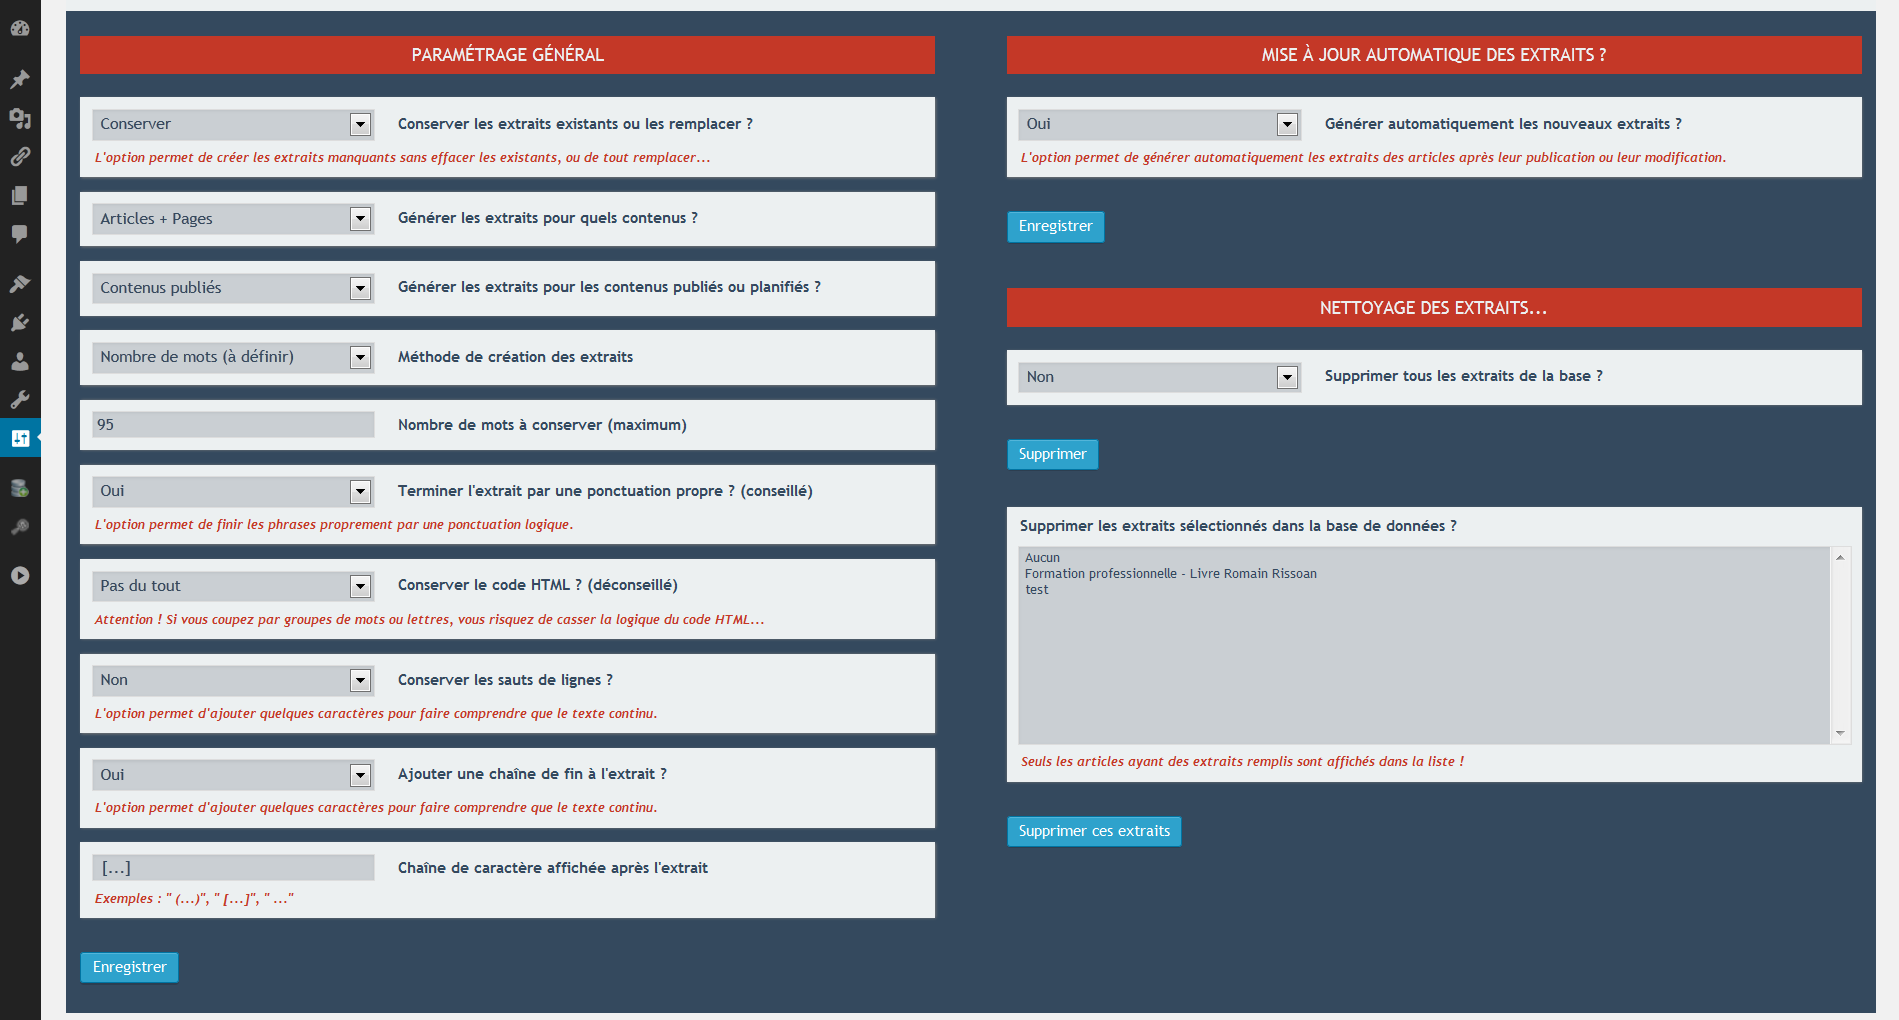 PARAMÉTRAGE GÉNÉRAL
Conserver
Conserver les extraits existants ou les remplacer ?
L'option permet de créer les extraits manquants sans effacer les existants, ou de tout remplacer...
Articles + Pages
Générer les extraits pour quels contenus ?
Contenus publiés
Générer les extraits pour les contenus publiés ou planifiés ?
Nombre de mots (à définir)
Méthode de création des extraits
95
Nombre de mots à conserver (maximum)
Oui
Terminer l'extrait par une ponctuation propre ? (conseillé)
L'option permet de finir les phrases proprement par une ponctuation logique.
Pas du tout
Conserver le code HTML ? (déconseillé)
Attention ! Si vous coupez par groupes de mots ou lettres, vous risquez de casser la logique du code HTML...
Non
Conserver les sauts de lignes ?
L'option permet d'ajouter quelques caractères pour faire comprendre que le texte continu.
Oui
Ajouter une chaîne de fin à l'extrait ?
L'option permet d'ajouter quelques caractères pour faire comprendre que le texte continu.
[...]
Chaîne de caractère affichée après l'extrait
Exemples : " (...)", " [...]", " ..."
Enregistrer
MISE À JOUR AUTOMATIQUE DES EXTRAITS ?
Oui
Générer automatiquement les nouveaux extraits ?
L'option permet de générer automatiquement les extraits des articles après leur publication ou leur modification.
Enregistrer
NETTOYAGE DES EXTRAITS...
Non
Supprimer tous les extraits de la base ?
Supprimer
Supprimer les extraits sélectionnés dans la base de données ?
Aucun
Formation professionnelle - Livre Romain Rissoan
test
Seuls les articles ayant des extraits remplis sont affichés dans la liste !
Supprimer ces extraits